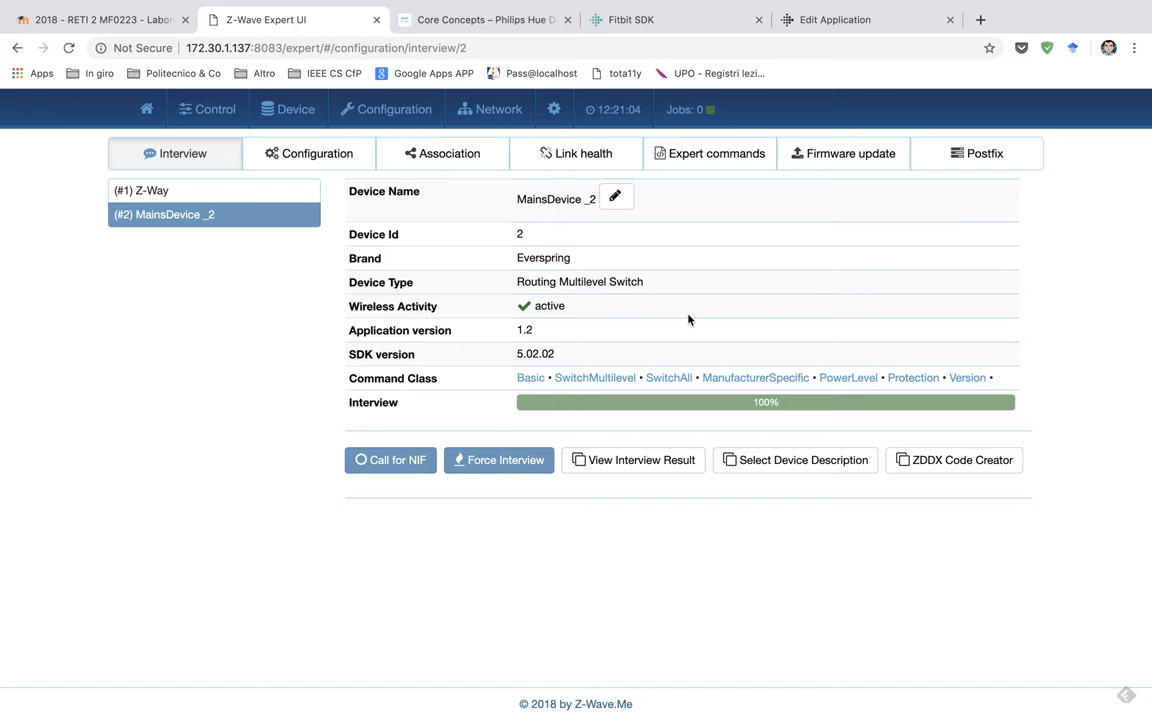 2018 - RETI 2 MF0223 - Labor
Z-Wave Expert UI
Core Concepts – Philips Hue D
Fitbit SDK
Edit Application
Not Secure 172.30.1.137:8083/expert/#/configuration/interview/2
Apps In giro Politecnico & Co Altro IEEE CS CfP Google Apps APP Pass@localhost tota11y UPO - Registri lezi...
Control Device Configuration Network 12:21:04 Jobs: 0
Interview Configuration Association Link health Expert commands Firmware update Postfix
(#1) Z-Way
(#2) MainsDevice _2
Device Name MainsDevice _2
Device Id 2
Brand Everspring
Device Type Routing Multilevel Switch
Wireless Activity active
Application version 1.2
SDK version 5.02.02
Command Class Basic • SwitchMultilevel • SwitchAll • ManufacturerSpecific • PowerLevel • Protection • Version •
Interview 100%
Call for NIF Force Interview View Interview Result Select Device Description ZDDX Code Creator
© 2018 by Z-Wave.Me